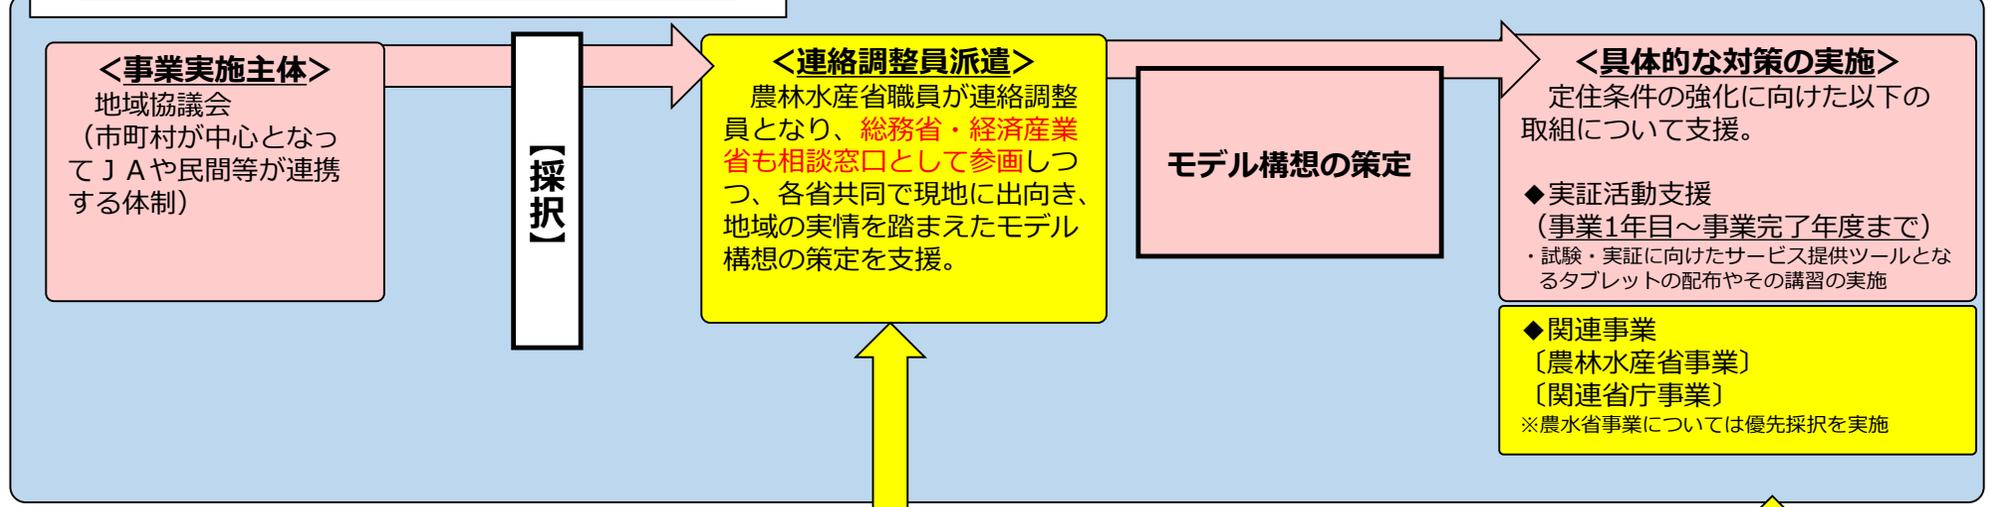 ＜事業実施主体＞
地域協議会
（市町村が中心となっ
てＪＡや民間等が連携
する体制）
【採択】
＜連絡調整員派遣＞
農林水産省職員が連絡調整
員となり、総務省・経済産業
省も相談窓口として参画しつ
つ、各省共同で現地に出向き、
地域の実情を踏まえたモデル
構想の策定を支援。
モデル構想の策定
＜具体的な対策の実施＞
定住条件の強化に向けた以下の
取組について支援。
◆実証活動支援
（事業1年目～事業完了年度まで）
・試験・実証に向けたサービス提供ツールとな
るタブレットの配布やその講習の実施
◆関連事業
〔農林水産省事業〕
〔関連省庁事業〕
※農水省事業については優先採択を実施